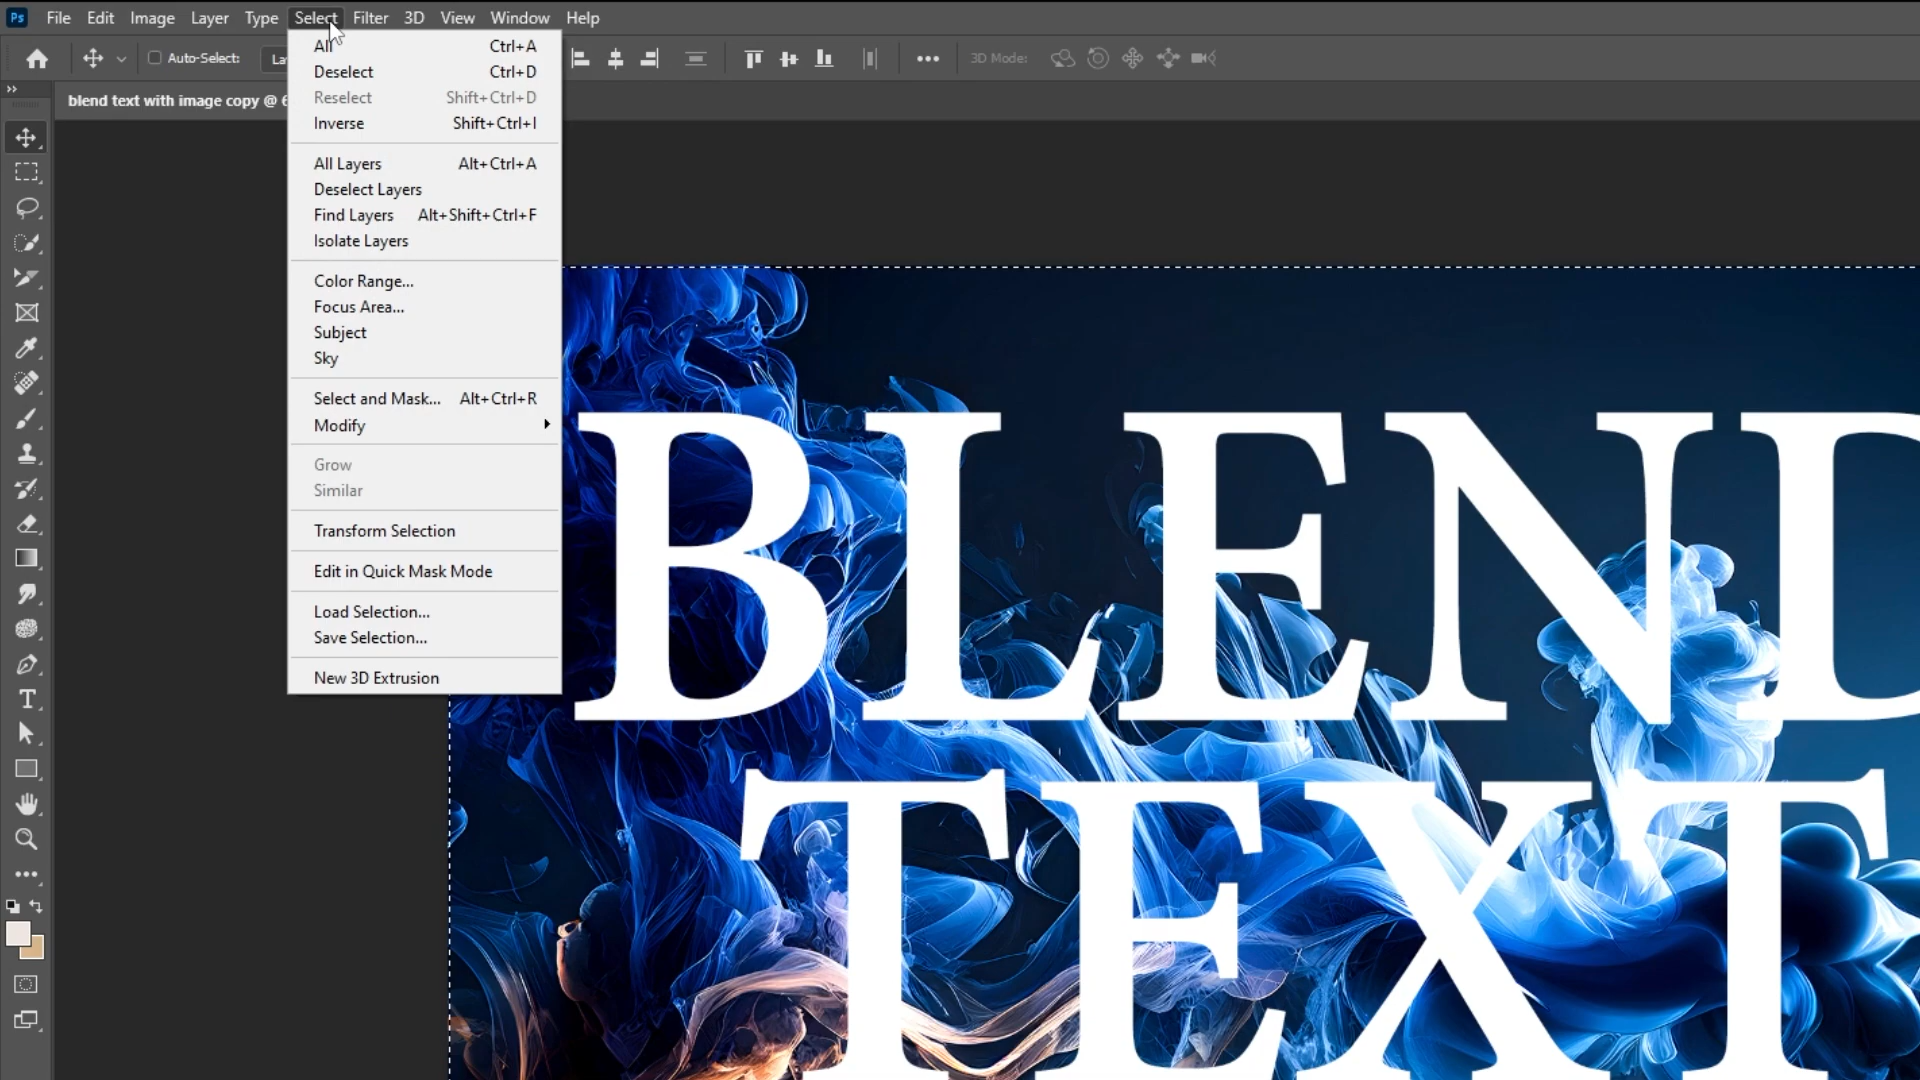 Ps File Edit Image Layer Type Select Filter 3D View Window Help
Auto-Select: 3D Mode:
blend text with image copy @ 6
All Ctrl+A
Deselect Ctrl+D
Reselect Shift+Ctrl+D
Inverse Shift+Ctrl+I
All Layers Alt+Ctrl+A
Deselect Layers
Find Layers Alt+Shift+Ctrl+F
Isolate Layers
Color Range...
Focus Area...
Subject
Sky
Select and Mask... Alt+Ctrl+R
Modify
Grow
Similar
Transform Selection
Edit in Quick Mask Mode
Load Selection...
Save Selection...
New 3D Extrusion
BLEND
TEXT